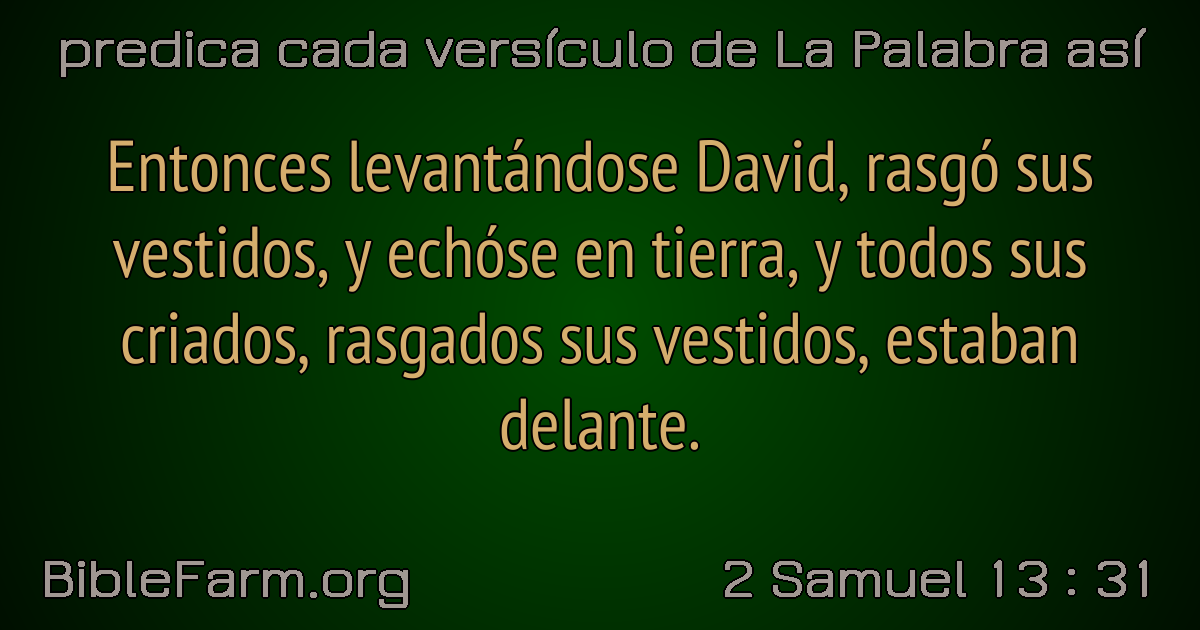 predica cada versículo de La Palabra así
Entonces levantándose David, rasgó sus
vestidos, y echóse en tierra, y todos sus
criados, rasgados sus vestidos, estaban
delante.
BibleFarm.org
2 Samuel 13 : 31